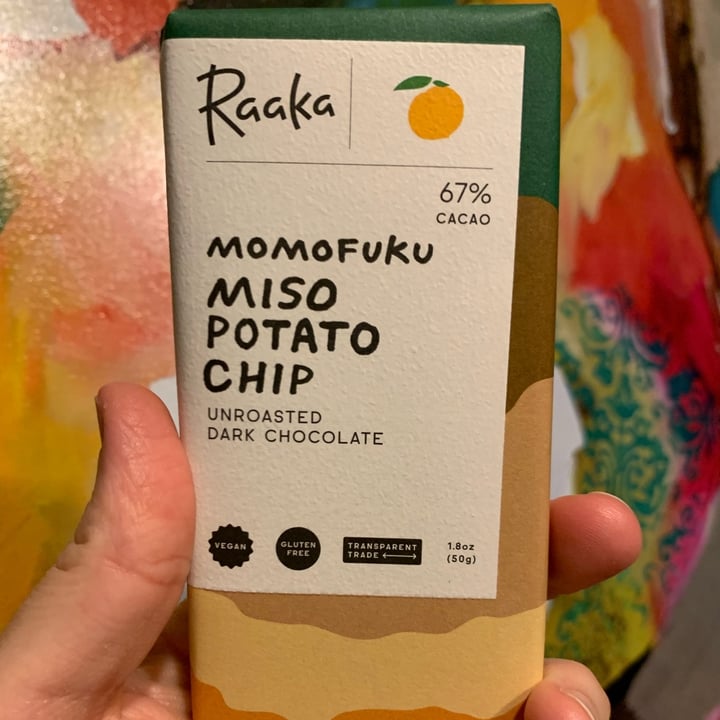 Raaka
67%
CACAO
MOMOFUKU
MISO
POTATO
CHIP
UNROASTED
DARK CHOCOLATE
VEGAN
GLUTEN
FREE
TRANSPARENT
TRADE
1.8oz
(50g)